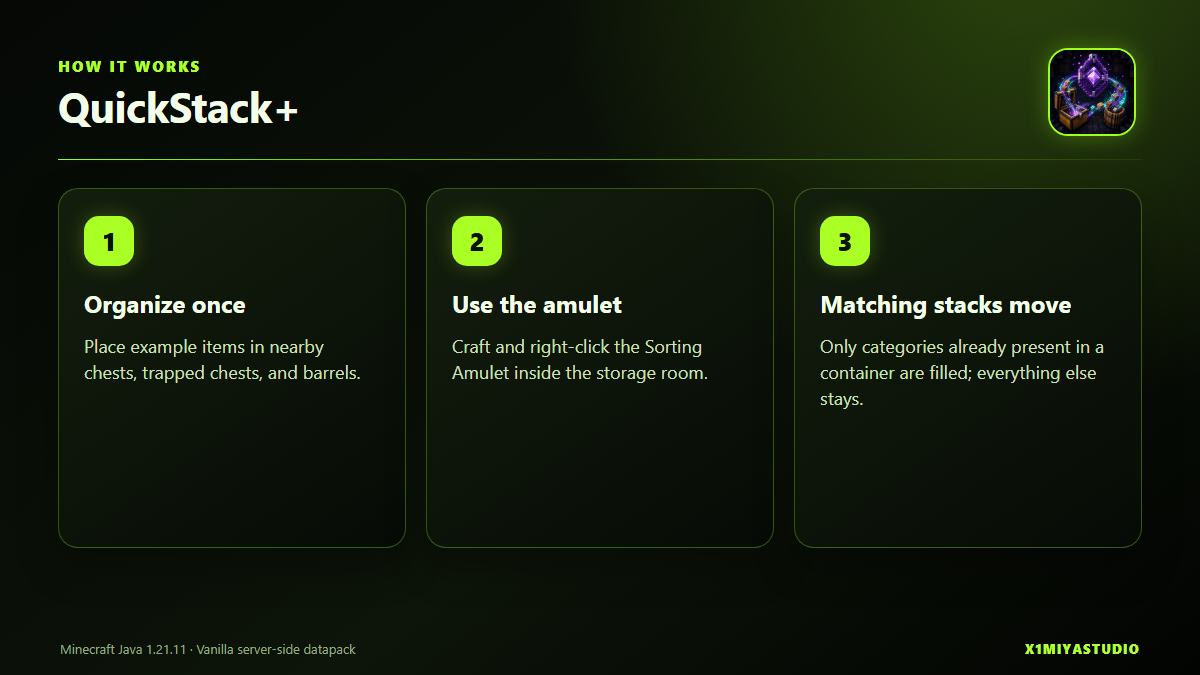 HOW IT WORKS
QuickStack+
1
Organize once
Place example items in nearby
chests, trapped chests, and barrels.
2
Use the amulet
Craft and right-click the Sorting
Amulet inside the storage room.
3
Matching stacks move
Only categories already present in a
container are filled; everything else
stays.
Minecraft Java 1.21.11 · Vanilla server-side datapack
X1MIYASTUDIO